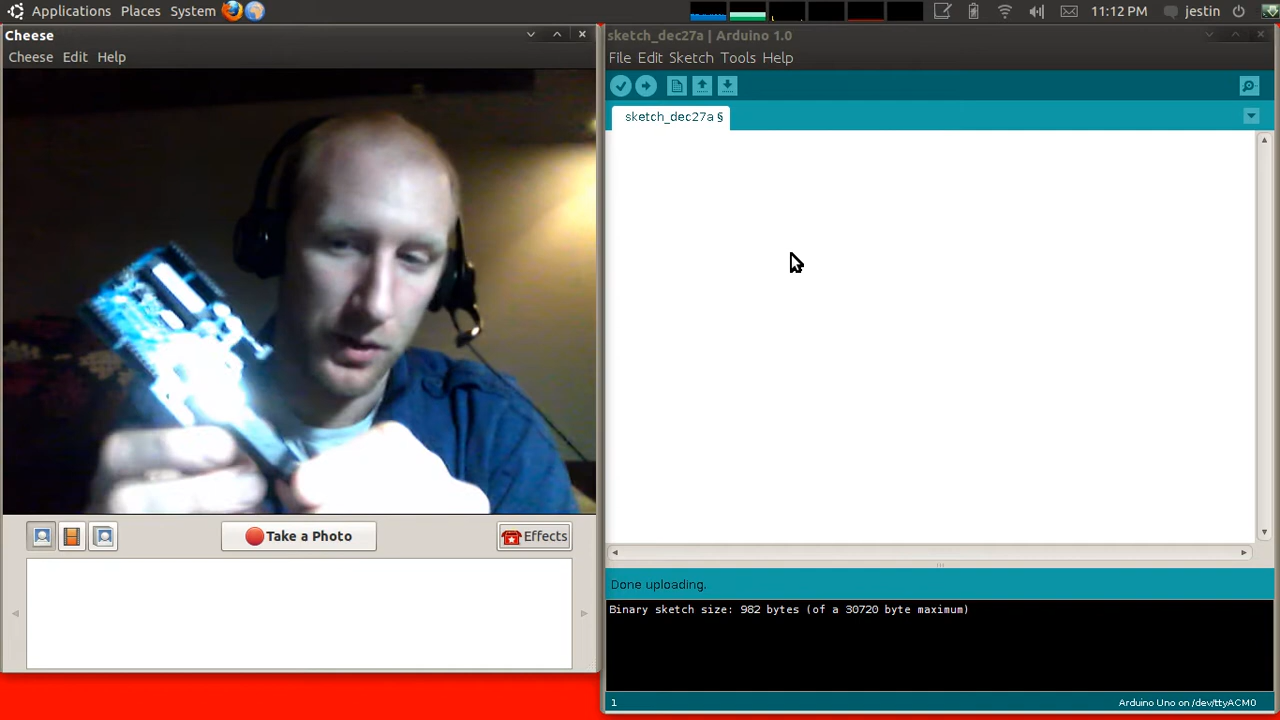 Applications Places System
11:12 PM
jestin
Cheese
Cheese Edit Help
Take a Photo
Effects
sketch_dec27a | Arduino 1.0
File Edit Sketch Tools Help
sketch_dec27a §
Done uploading.
Binary sketch size: 982 bytes (of a 30720 byte maximum)
1
Arduino Uno on /dev/ttyACM0